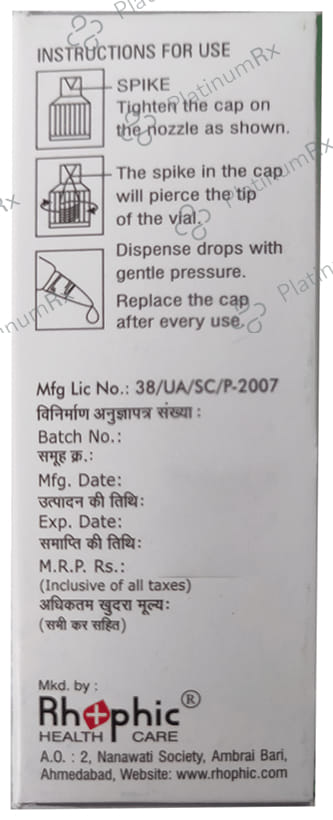 INSTRUCTIONS FOR USE
SPIKE
Tighten the cap on
the nozzle as shown.
The spike in the cap
will pierce the tip
of the vial.
Dispense drops with
gentle pressure.
Replace the cap
after every use.
Mfg Lic No.: 38/UA/SC/P-2007
विनिर्माण अनुज्ञापत्र संख्या :
Batch No.:
समूह क्र.:
Mfg. Date:
उत्पादन की तिथि:
Exp. Date:
समाप्ति की तिथि:
M.R.P. Rs.:
(Inclusive of all taxes)
अधिकतम खुदरा मूल्य:
(सभी कर सहित)
Mkd. by :
Rhophic®
HEALTH CARE
A.O. : 2, Nanawati Society, Ambrai Bari,
Ahmedabad, Website: www.rhophic.com
PlatinumRx
PlatinumRx
PlatinumRx
PlatinumRx